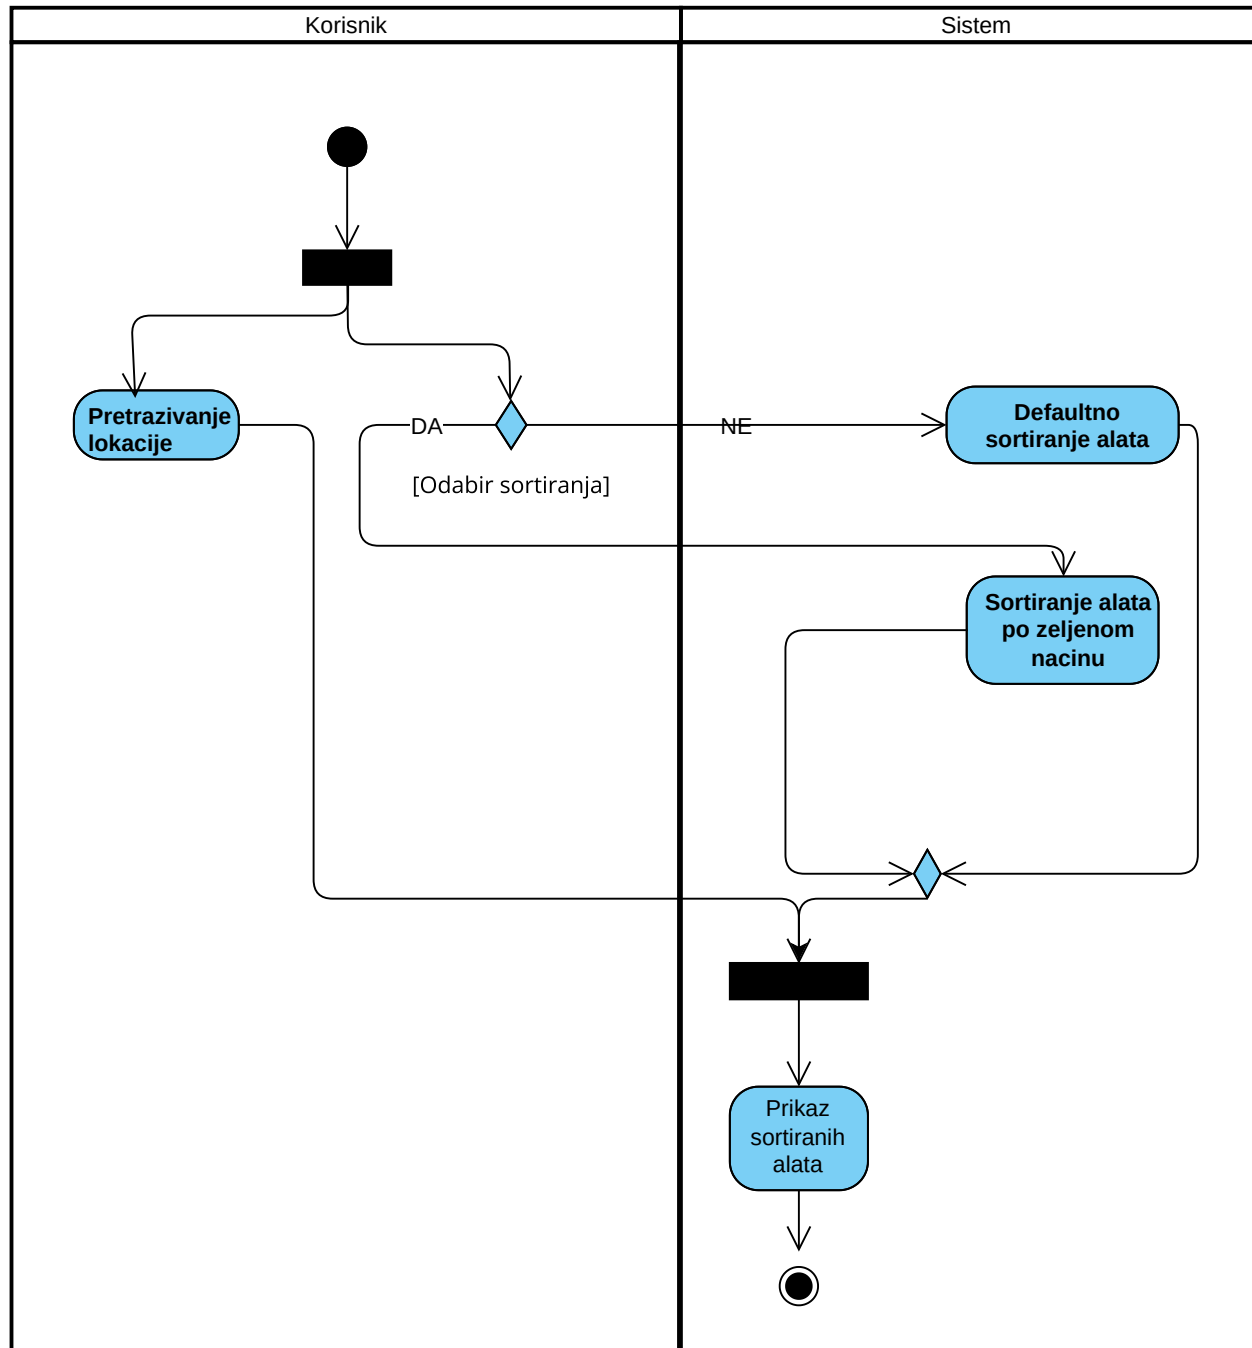 Korisnik
Sistem
Pretrazivanje
lokacije
DA
NE
Defaultno
sortiranje alata
[Odabir sortiranja]
Sortiranje alata
po zeljenom
nacinu
Prikaz
sortiranih
alata